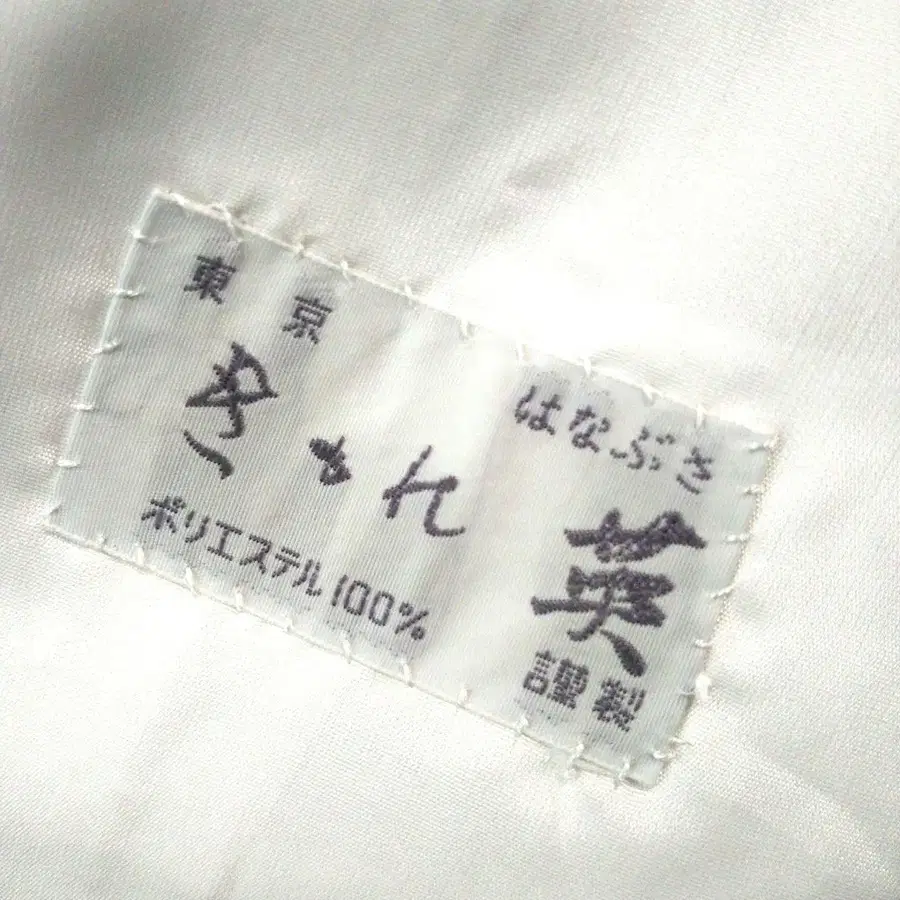 東京
きもの
ポリエステル100%
はなぶさ
英
謹製